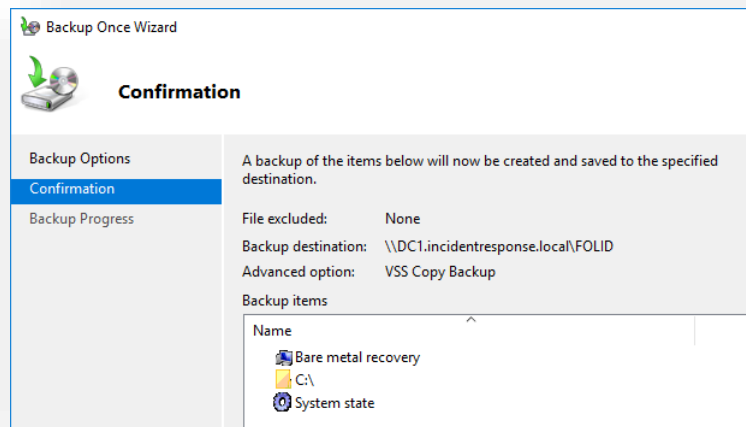 Backup Once Wizard
Confirmation
Backup Options
Confirmation
Backup Progress
A backup of the items below will now be created and saved to the specified
destination.
File excluded: None
Backup destination: \\DC1.incidentresponse.local\FOLID
Advanced option: VSS Copy Backup
Backup items
Name
Bare metal recovery
C:\
System state